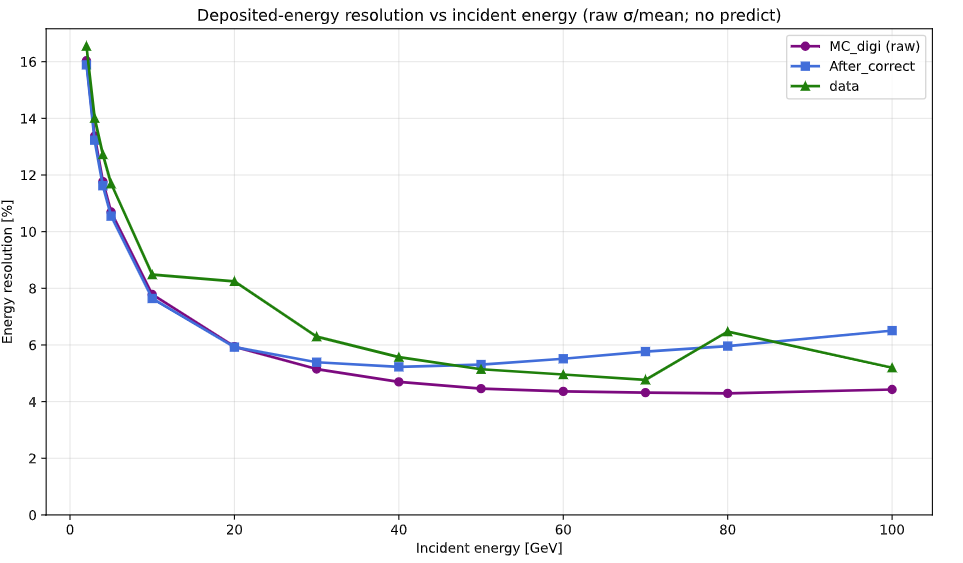 Deposited-energy resolution vs incident energy (raw σ/mean; no predict)
MC_digi (raw)
After_correct
data
Energy resolution [%]
16
14
12
10
8
6
4
2
0
0 20 40 60 80 100
Incident energy [GeV]